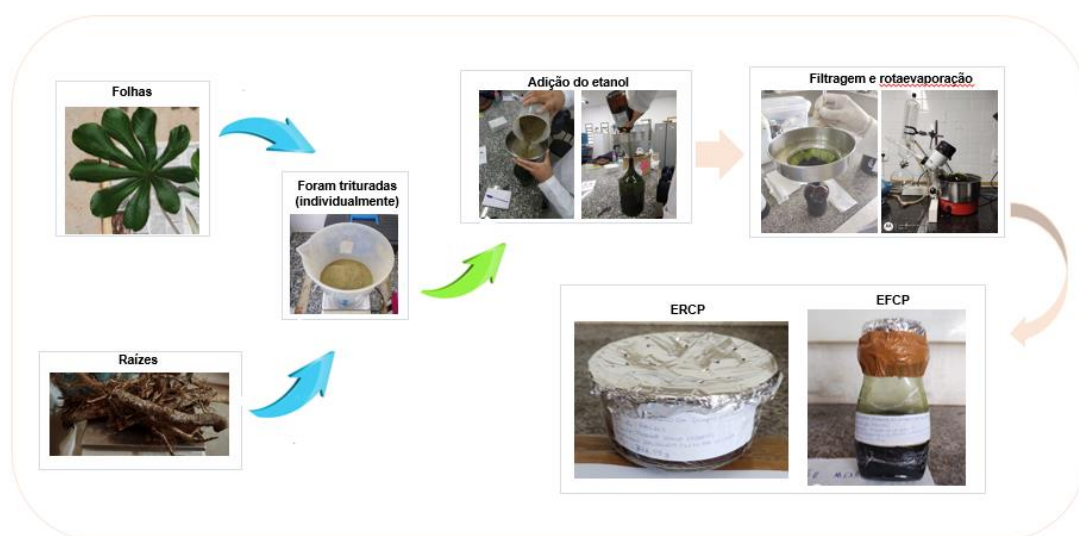 Folhas
Foram trituradas
(individualmente)
Raízes
Adição do etanol
Filtragem e rotaevaporação
ERCP
EFCP